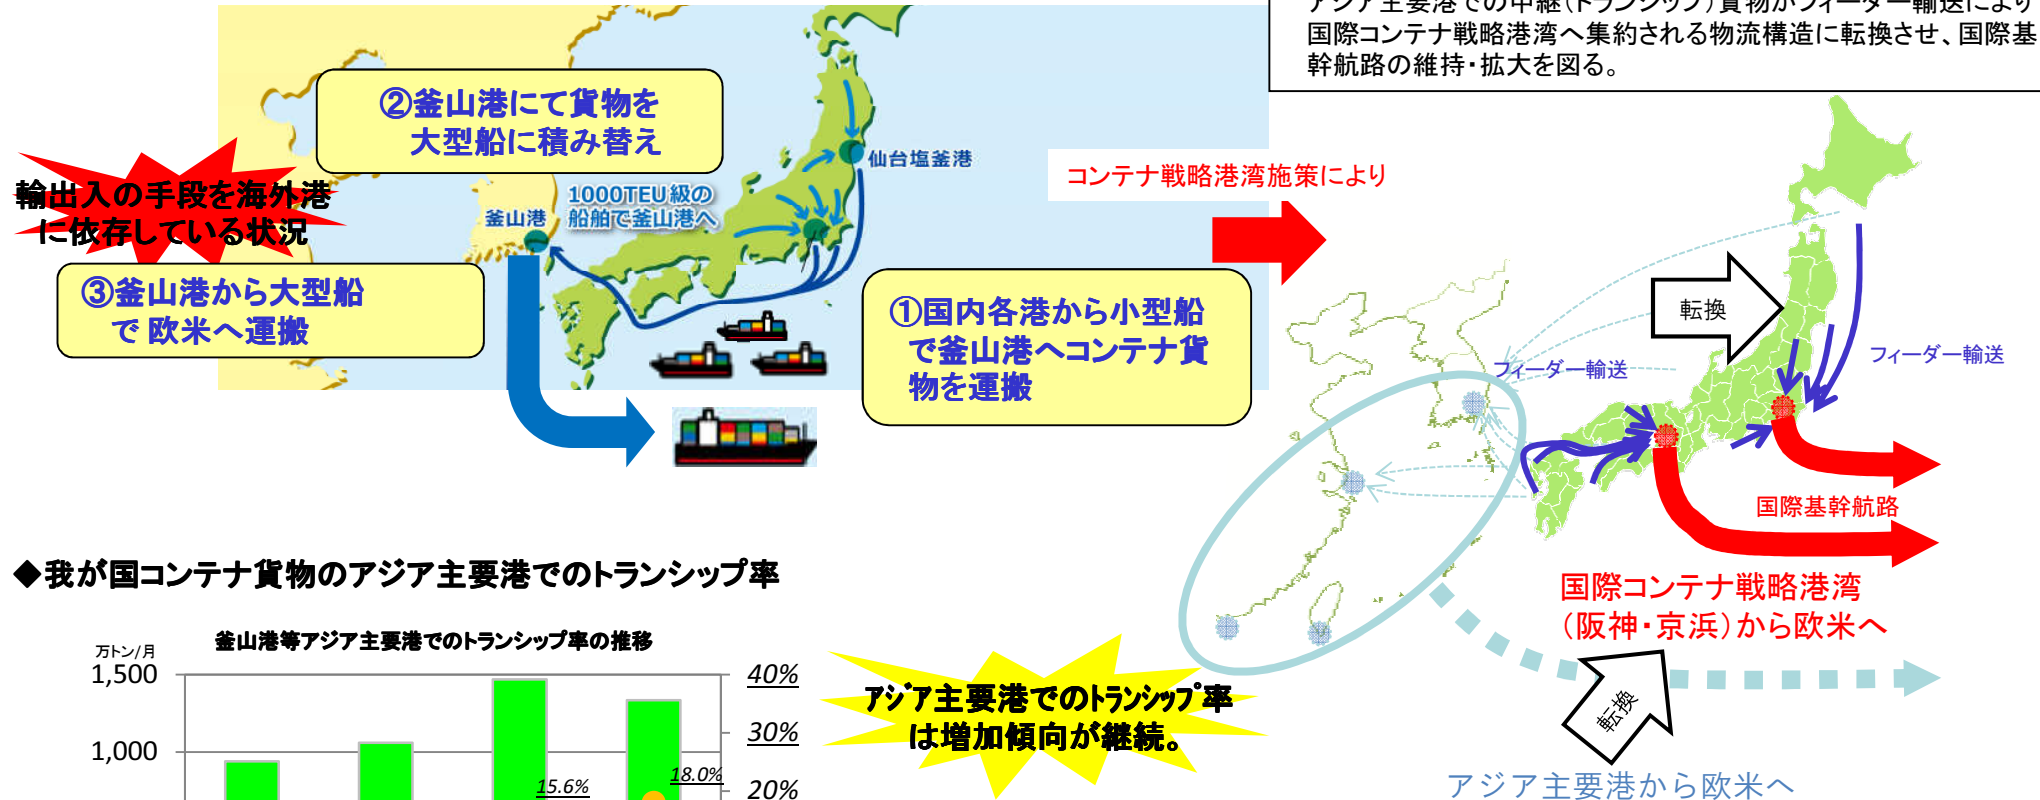 アジア主要港での中継(トランシップ)貨物がフィーダー輸送により
国際コンテナ戦略港湾へ集約される物流構造に転換させ、国際基
幹航路の維持・拡大を図る。
②釜山港にて貨物を
大型船に積み替え
輸出入の手段を海外港
に依存している状況
仙台塩釜港
1000TEU級の
船舶で釜山港へ
釜山港
③釜山港から大型船
で 欧米へ運搬
①国内各港から小型船
で釜山港へコンテナ貨
物を運搬
コンテナ戦略港湾施策により
転換
フィーダー輸送
フィーダー輸送
国際基幹航路
国際コンテナ戦略港湾
(阪神・京浜)から欧米へ
転換
アジア主要港から欧米へ
◆我が国コンテナ貨物のアジア主要港でのトランシップ率
釜山港等アジア主要港でのトランシップ率の推移
万トン/月
1,500
1,000
40%
30%
20%
15.6%
18.0%
アジア主要港でのトランシップ率
は増加傾向が継続。